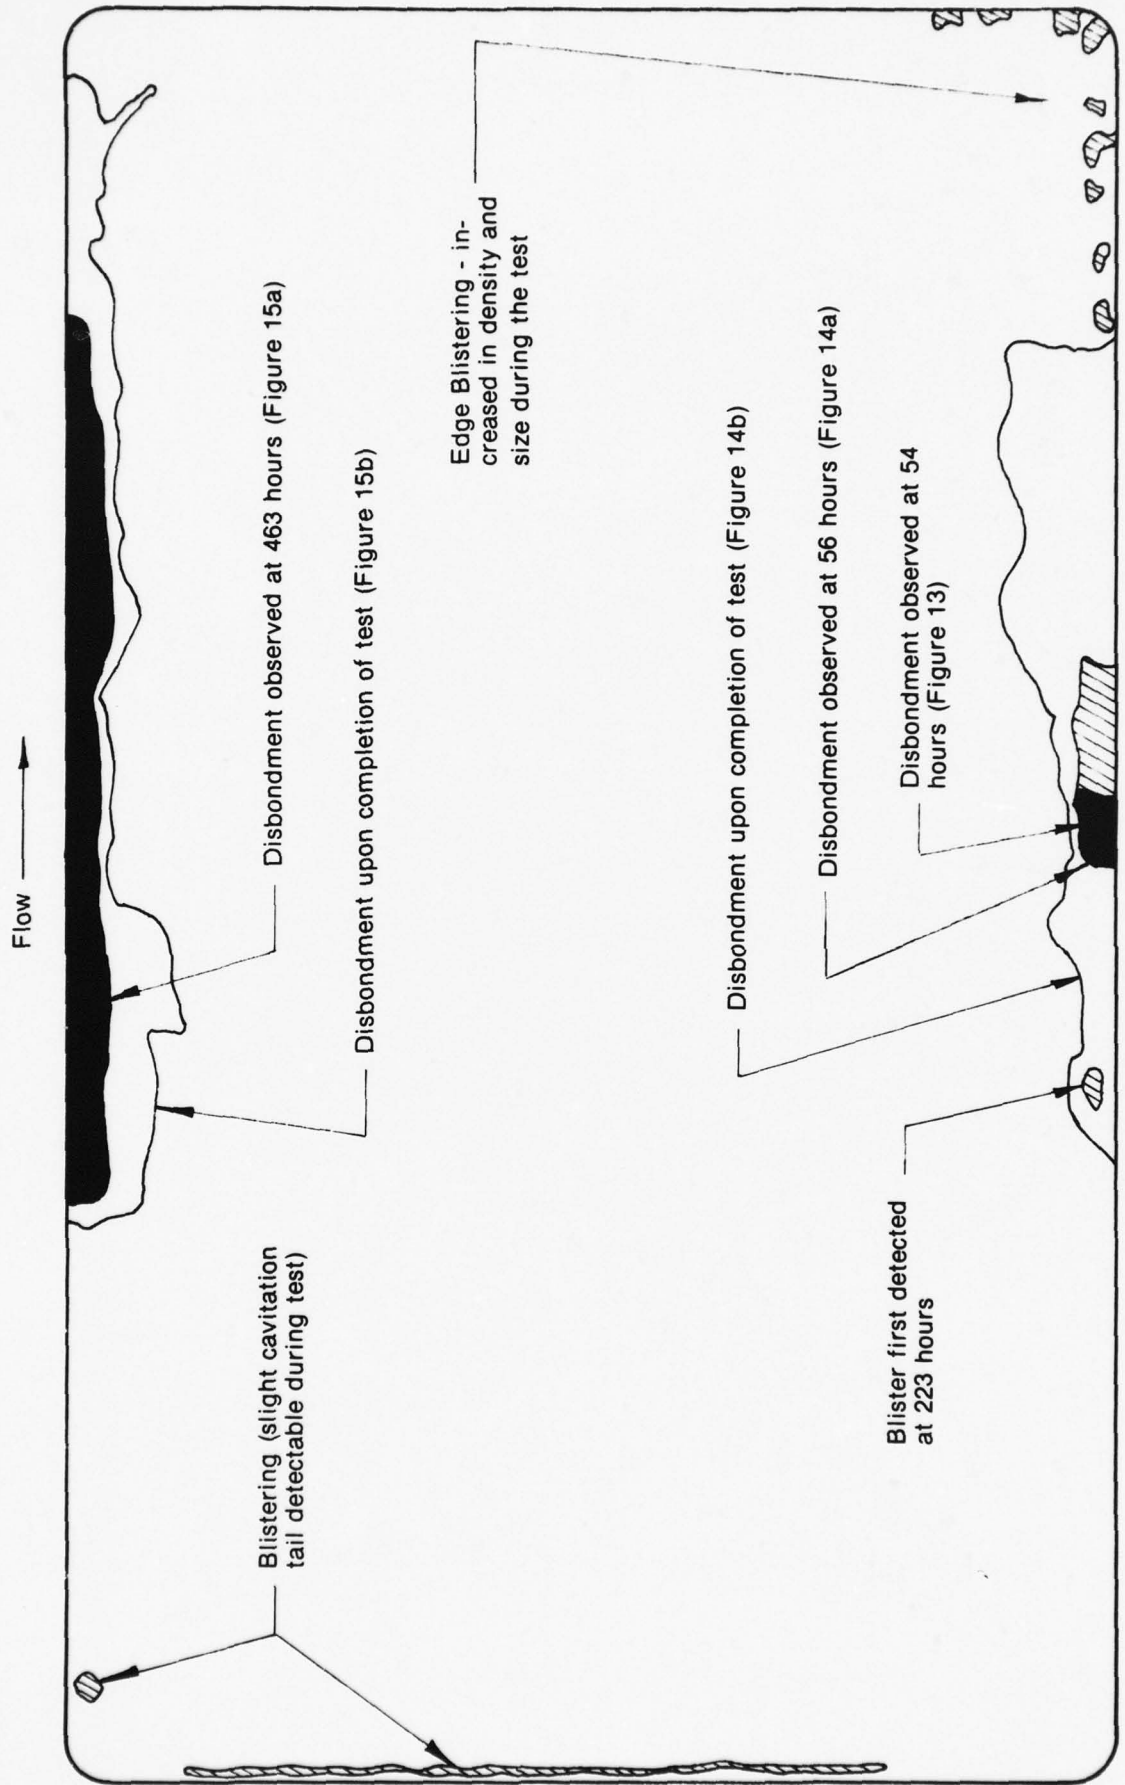 Flow
Disbondment observed at 463 hours (Figure 15a)
Disbondment upon completion of test (Figure 15b)
Blistering (slight cavitation
tail detectable during test)
Edge Blistering - in-
creased in density and
size during the test
Disbondment upon completion of test (Figure 14b)
Disbondment observed at 56 hours (Figure 14a)
Disbondment observed at 54
hours (Figure 13)
Blister first detected
at 223 hours